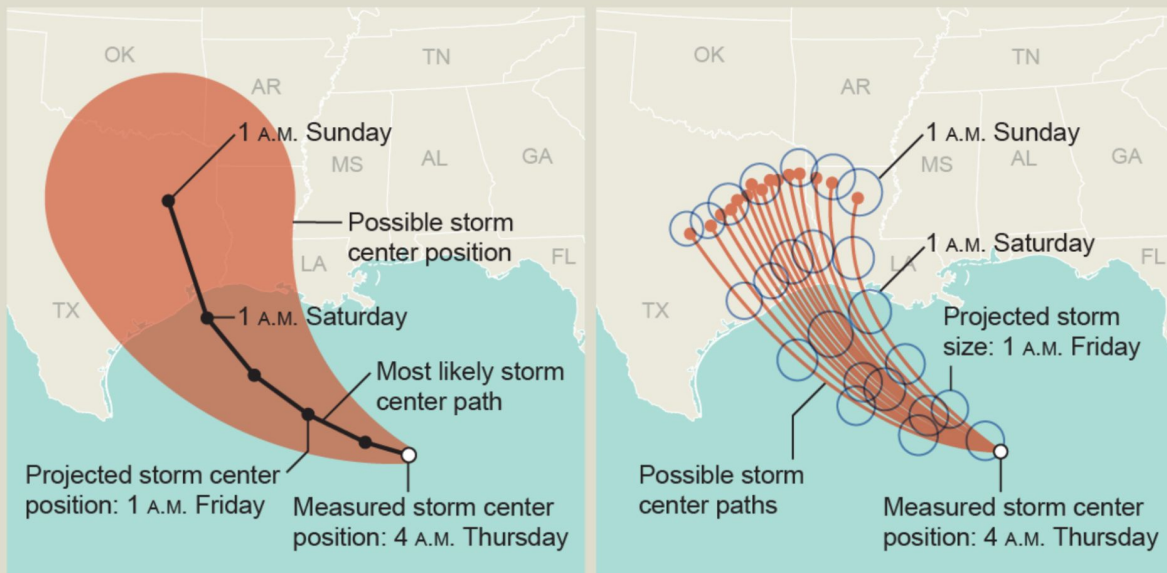 OK
TN
AR
1 A.M. Sunday
MS
AL
GA
Possible storm
center position
LA
FL
TX
1 A.M. Saturday
Most likely storm
center path
Projected storm center
position: 1 A.M. Friday
Measured storm center
position: 4 A.M. Thursday
OK
TN
AR
1 A.M. Sunday
MS
AL
GA
1 A.M. Saturday
LA
FL
TX
Projected storm
size: 1 A.M. Friday
Possible storm
center paths
Measured storm center
position: 4 A.M. Thursday